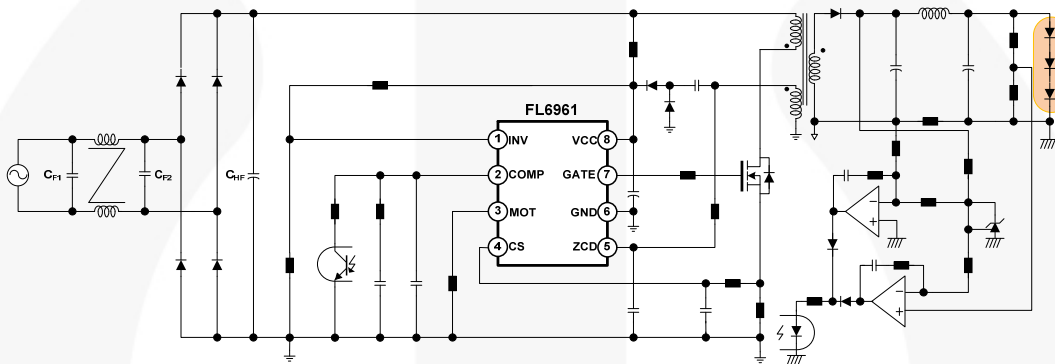 FL6961
1 INV VCC 8
2 COMP GATE 7
3 MOT GND 6
4 CS ZCD 5
CF1
CF2
CHF
- 
+
-
+